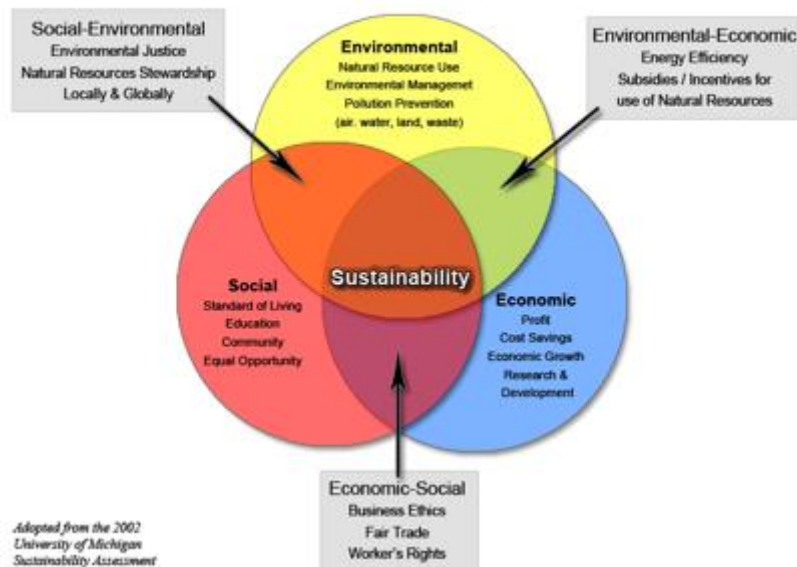 Social-Environmental
Environmental Justice
Natural Resources Stewardship
Locally & Globally
Environmental
Natural Resource Use
Environmental Managemet
Pollution Prevention
(air. water, land, waste)
Environmental-Economic
Energy Efficiency
Subsidies / Incentives for
use of Natural Resources
Sustainability
Social
Standard of Living
Education
Community
Equal Opportunity
Economic
Profit
Cost Savings
Economic Growth
Research &
Development
Economic-Social
Business Ethics
Fair Trade
Worker's Rights
Adopted from the 2002
University of Michigan
Sustainability Assessment